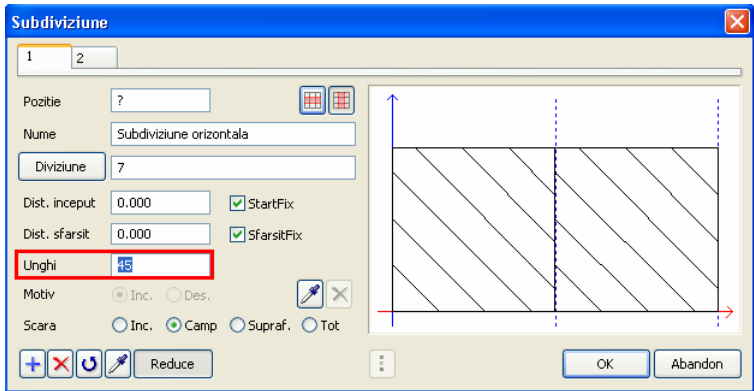 Subdiviziune
1 2
Pozitie ?
Nume Subdiviziune orizontala
Diviziune 7
Dist. inceput 0.000 StartFix
Dist. sfarsit 0.000 SfarsitFix
Unghi 45
Motiv Inc. Des.
Scara Inc. Camp Supraf. Tot
Reduce OK Abandon